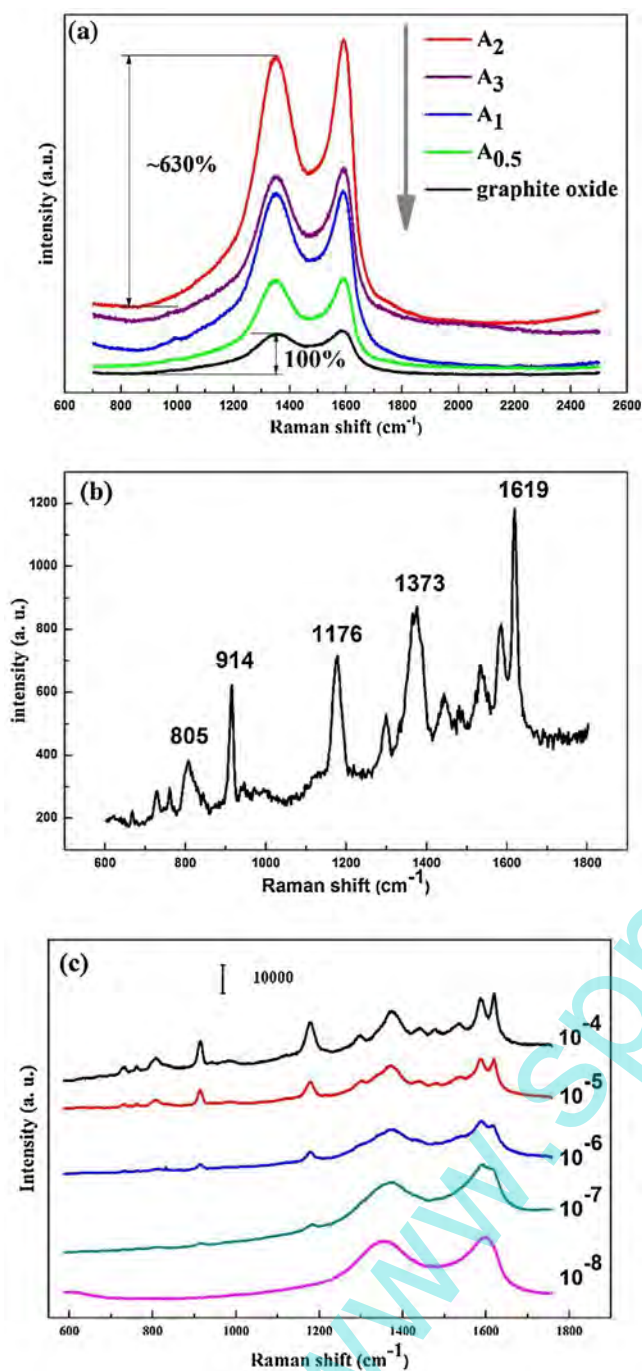 (a)
A2
A3
A1
A0.5
graphite oxide
~630%
100%
intensity (a.u.)
600 800 1000 1200 1400 1600 1800 2000 2200 2400 2600
Raman shift (cm-1)
(b)
1619
1373
1176
914
805
1200
1000
800
600
400
200
intensity (a. u.)
600 800 1000 1200 1400 1600 1800
Raman shift (cm-1)
(c)
10000
10-4
10-5
10-6
10-7
10-8
Intensity (a. u.)
600 800 1000 1200 1400 1600 1800
Raman shift (cm-1)
www.sp